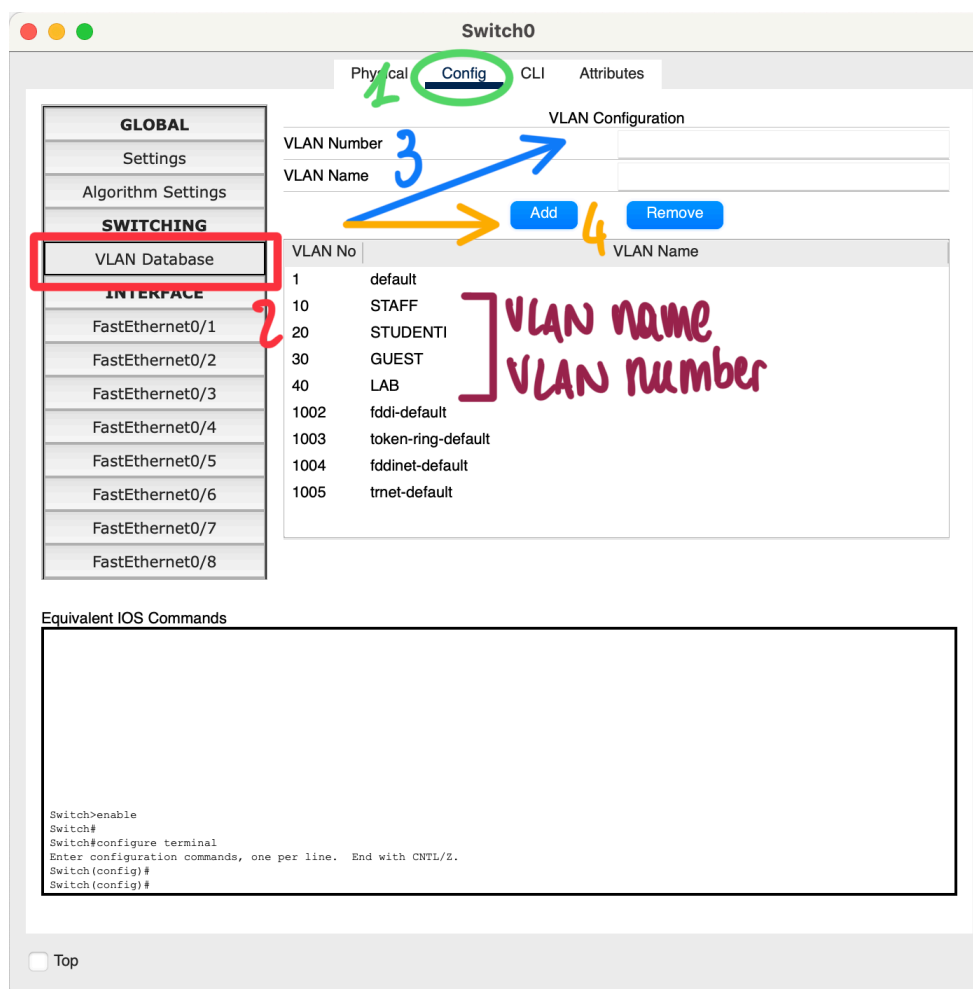 Switch0
Physical Config CLI Attributes
1
GLOBAL
Settings
Algorithm Settings
SWITCHING
VLAN Database
2
INTERFACE
FastEthernet0/1
FastEthernet0/2
FastEthernet0/3
FastEthernet0/4
FastEthernet0/5
FastEthernet0/6
FastEthernet0/7
FastEthernet0/8
VLAN Configuration
VLAN Number
3
VLAN Name
Add 4 Remove
VLAN No VLAN Name
1 default
10 STAFF
20 STUDENTI
30 GUEST
40 LAB
VLAN name
VLAN number
1002 fddi-default
1003 token-ring-default
1004 fddinet-default
1005 trnet-default
Equivalent IOS Commands
Switch>enable
Switch#
Switch#configure terminal
Enter configuration commands, one per line. End with CNTL/Z.
Switch(config)#
Switch(config)#
Top